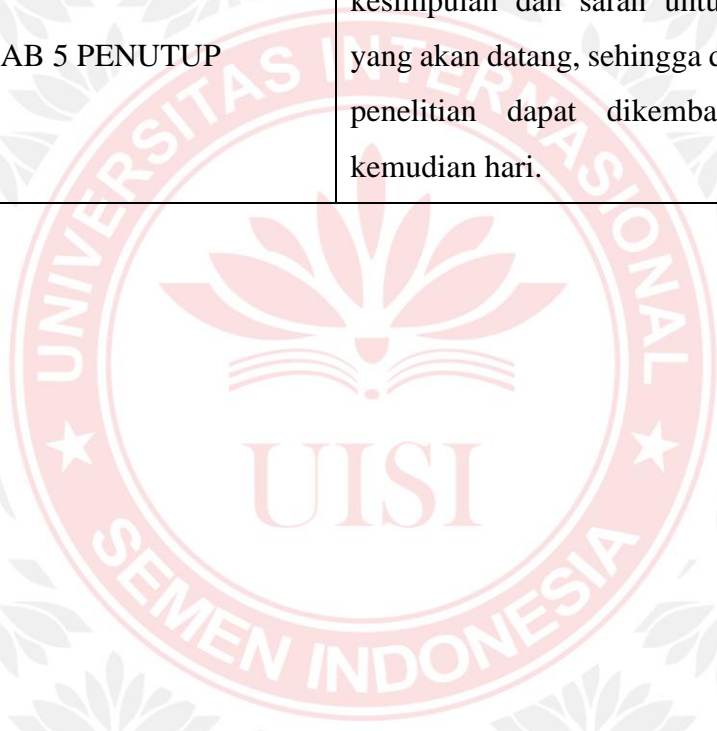 kesimpulan dan saran untu
AB 5 PENUTUP
yang akan datang, sehingga
penelitian dapat dikemba
kemudian hari.
UNIVERSITAS INTERNASIONAL
UISI
SEMEN INDONESIA